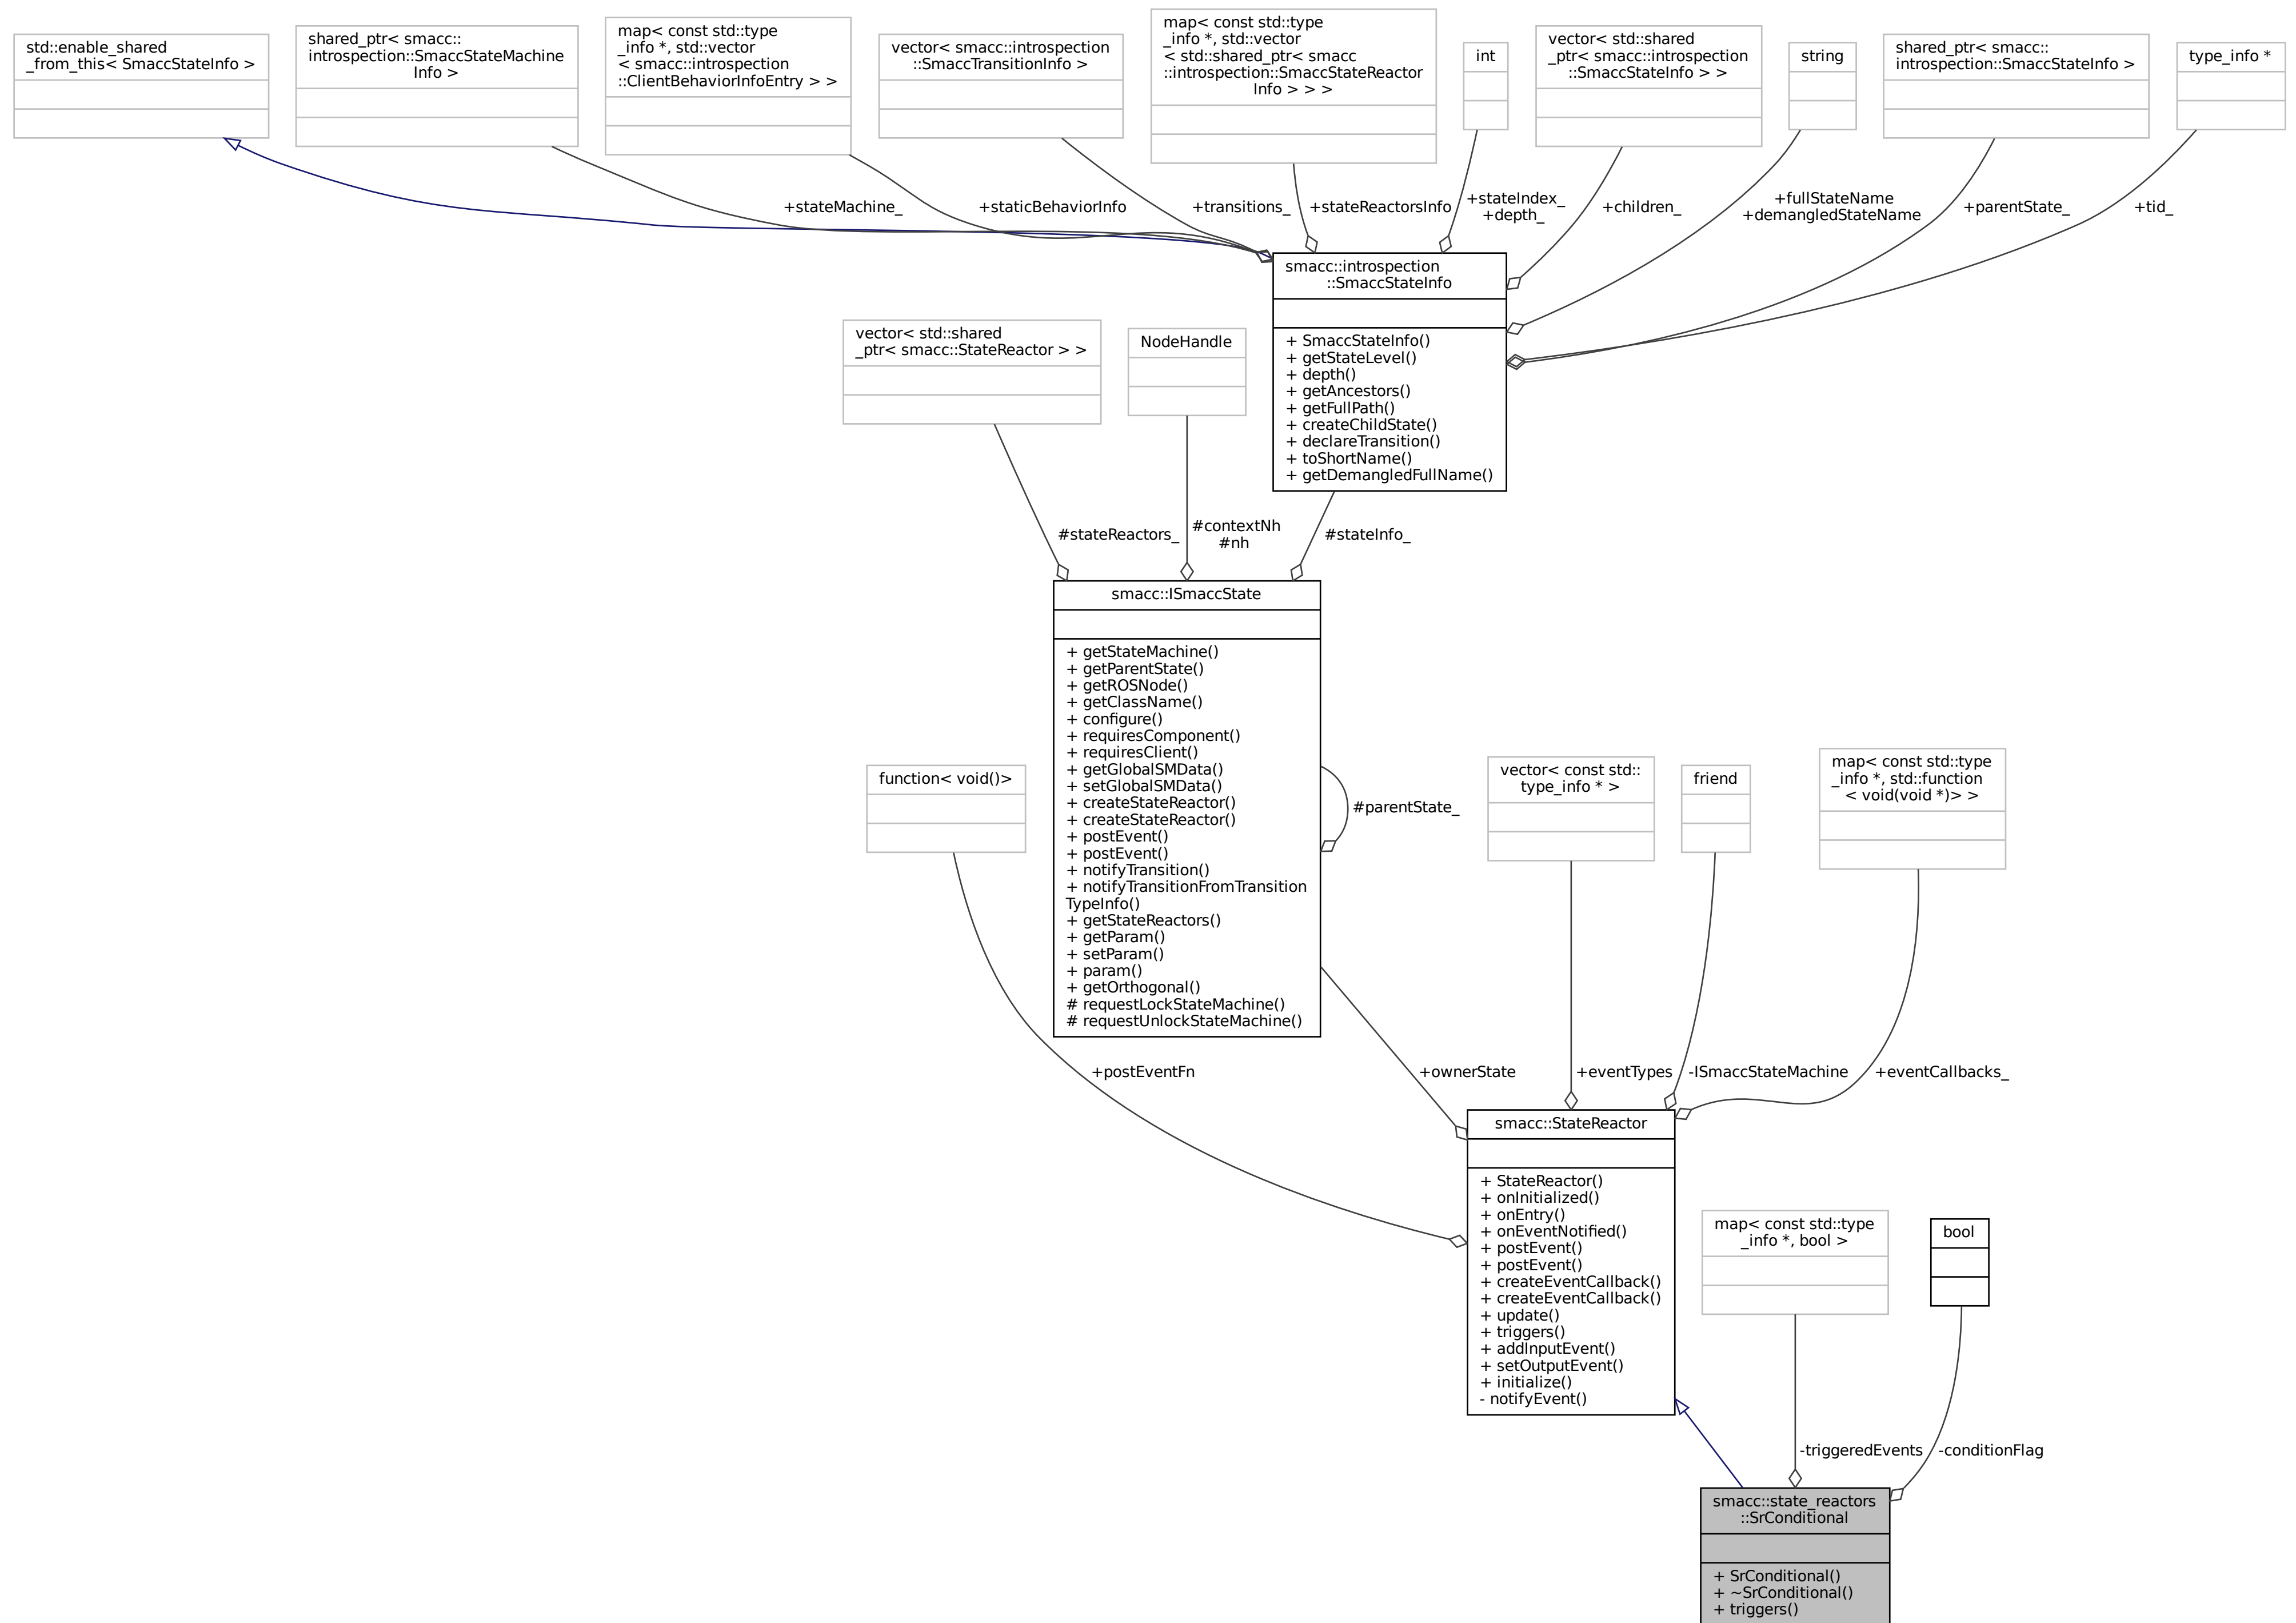 std::enable_shared
_from_this< SmaccStateInfo >
shared_ptr< smacc::
introspection::SmaccStateMachine
Info >
map< const std::type
_info *, std::vector
< smacc::introspection
::ClientBehaviorInfoEntry > >
vector< smacc::introspection
::SmaccTransitionInfo >
map< const std::type
_info *, std::vector
< std::shared_ptr< smacc
::introspection::SmaccStateReactor
Info > > >
int
vector< std::shared
_ptr< smacc::introspection
::SmaccStateInfo > >
string
shared_ptr< smacc::
introspection::SmaccStateInfo >
type_info *
+stateMachine_
+staticBehaviorInfo
+transitions_
+stateReactorsInfo
+stateIndex_
+depth_
+children_
+fullStateName
+demangledStateName
+parentState_
+tid_
smacc::introspection
::SmaccStateInfo
+ SmaccStateInfo()
+ getStateLevel()
+ depth()
+ getAncestors()
+ getFullPath()
+ createChildState()
+ declareTransition()
+ toShortName()
+ getDemangledFullName()
vector< std::shared
_ptr< smacc::StateReactor > >
NodeHandle
#stateReactors_
#contextNh
#nh
#stateInfo_
smacc::ISmaccState
+ getStateMachine()
+ getParentState()
+ getROSNode()
+ getClassName()
+ configure()
+ requiresComponent()
+ requiresClient()
+ getGlobalSMData()
+ setGlobalSMData()
+ createStateReactor()
+ createStateReactor()
+ postEvent()
+ postEvent()
+ notifyTransition()
+ notifyTransitionFromTransition
TypeInfo()
+ getStateReactors()
+ getParam()
+ setParam()
+ param()
+ getOrthogonal()
# requestLockStateMachine()
# requestUnlockStateMachine()
#parentState_
function< void()>
vector< const std::
type_info * >
friend
map< const std::type
_info *, std::function
< void(void *)> >
+postEventFn
+ownerState
+eventTypes
-ISmaccStateMachine
+eventCallbacks_
smacc::StateReactor
+ StateReactor()
+ onInitialized()
+ onEntry()
+ onEventNotified()
+ postEvent()
+ postEvent()
+ createEventCallback()
+ createEventCallback()
+ update()
+ triggers()
+ addInputEvent()
+ setOutputEvent()
+ initialize()
- notifyEvent()
map< const std::type
_info *, bool >
bool
-triggeredEvents
-conditionFlag
smacc::state_reactors
::SrConditional
+ SrConditional()
+ ~SrConditional()
+ triggers()